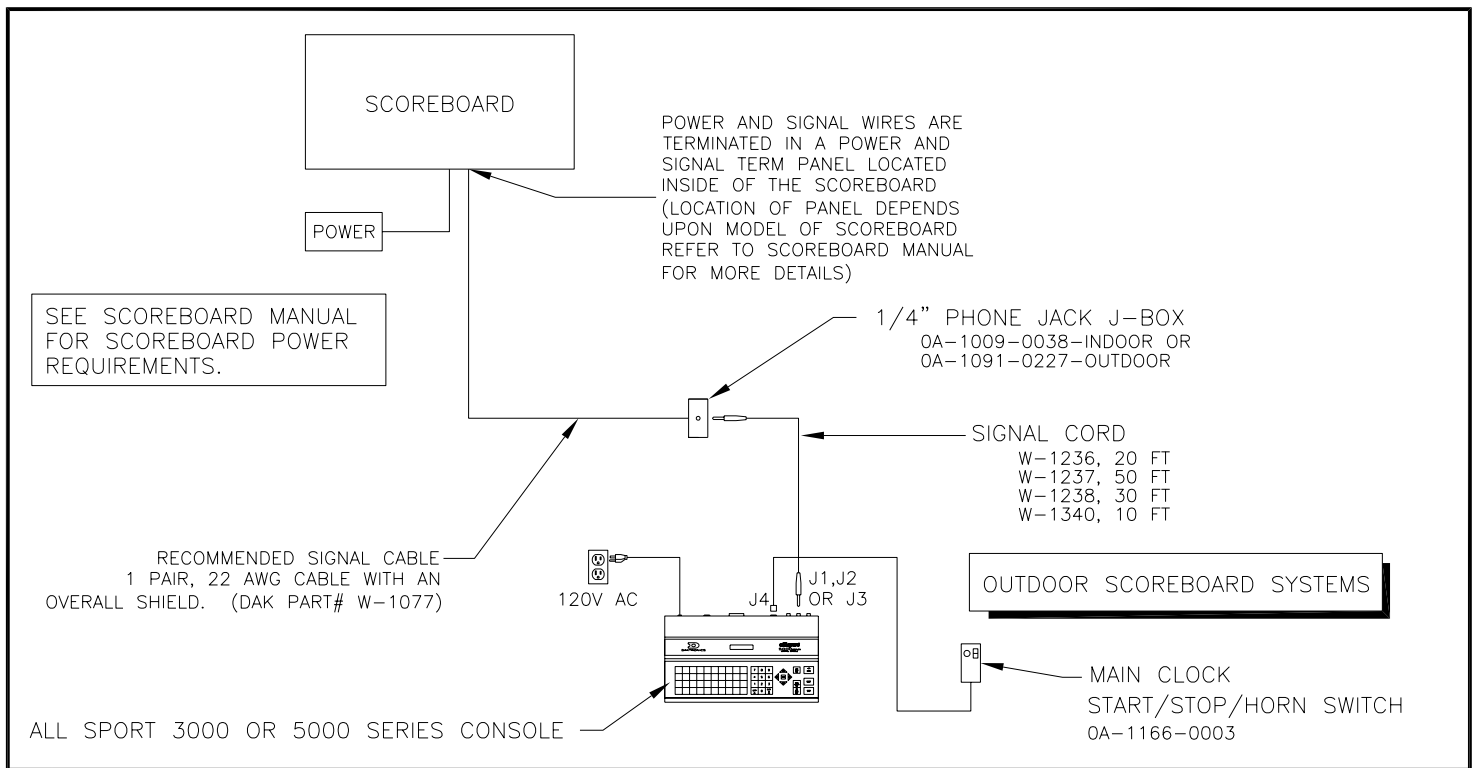 SCOREBOARD
POWER AND SIGNAL WIRES ARE
TERMINATED IN A POWER AND
SIGNAL TERM PANEL LOCATED
INSIDE OF THE SCOREBOARD
(LOCATION OF PANEL DEPENDS
UPON MODEL OF SCOREBOARD
REFER TO SCOREBOARD MANUAL
FOR MORE DETAILS)
POWER
SEE SCOREBOARD MANUAL
FOR SCOREBOARD POWER
REQUIREMENTS.
1/4" PHONE JACK J-BOX
0A-1009-0038-INDOOR OR
0A-1091-0227-OUTDOOR
SIGNAL CORD
W-1236, 20 FT
W-1237, 50 FT
W-1238, 30 FT
W-1340, 10 FT
RECOMMENDED SIGNAL CABLE
1 PAIR, 22 AWG CABLE WITH AN
OVERALL SHIELD. (DAK PART# W-1077)
120V AC
J4
J1,J2
OR J3
OUTDOOR SCOREBOARD SYSTEMS
DAKTRONICS
allsport
MAIN CLOCK
START/STOP/HORN SWITCH
0A-1166-0003
ALL SPORT 3000 OR 5000 SERIES CONSOLE